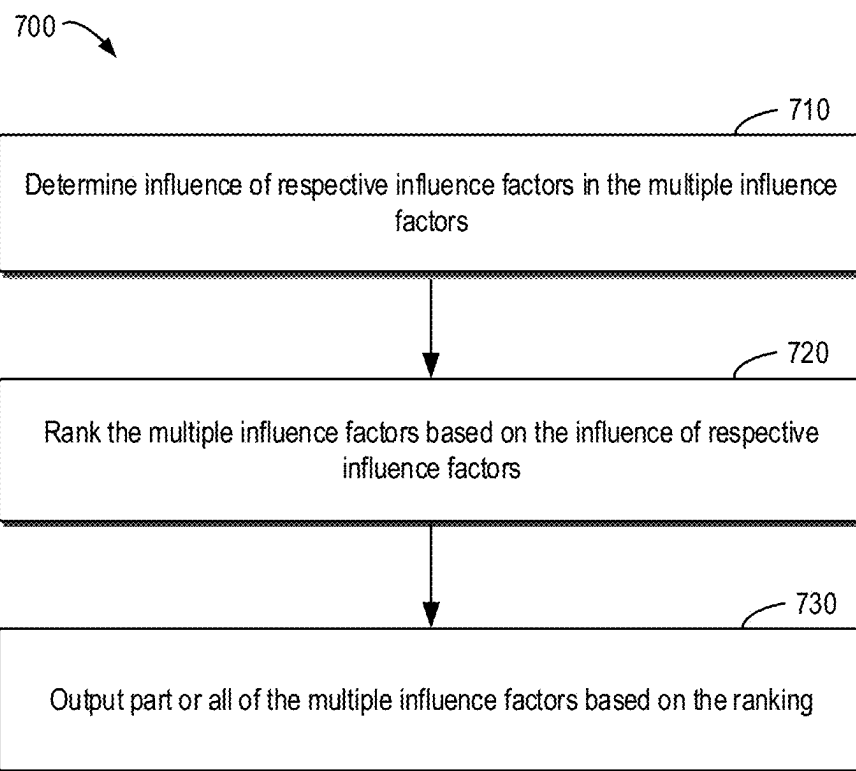 700
710
Determine influence of respective influence factors in the multiple influence
factors
720
Rank the multiple influence factors based on the influence of respective
influence factors
730
Output part or all of the multiple influence factors based on the ranking